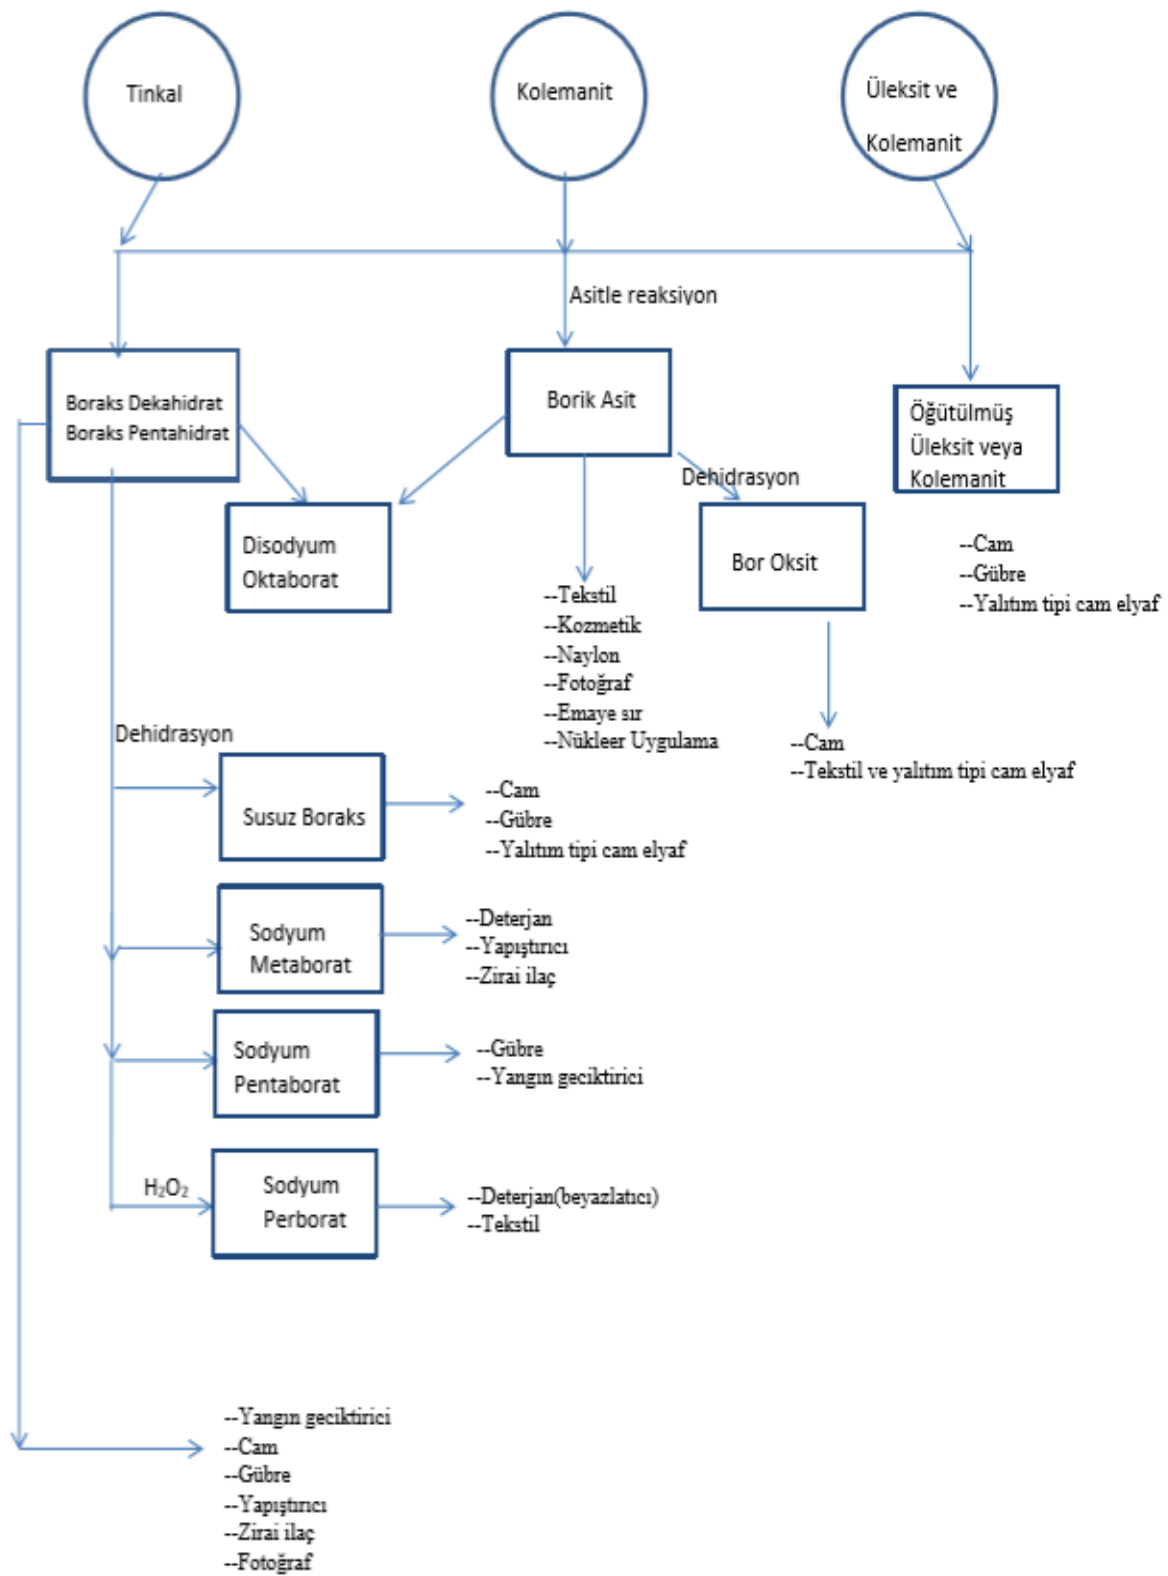 Tinkal
Kolemanit
Üleksit ve
Kolemanit
Asitle reaksiyon
Boraks Dekahidrat
Boraks Pentahidrat
Borik Asit
Öğütülmüş
Üleksit veya
Kolemanit
Dehidrasyon
Disodyum
Oktaborat
Bor Oksit
--Cam
--Gübre
--Yalıtım tipi cam elyaf
--Tekstil
--Kozmetik
--Naylon
--Fotoğraf
--Emaye sır
--Nükleer Uygulama
--Cam
--Tekstil ve yalıtım tipi cam elyaf
Dehidrasyon
Susuz Boraks
--Cam
--Gübre
--Yalıtım tipi cam elyaf
Sodyum
Metaborat
--Deterjan
--Yapıştırıcı
--Zirai ilaç
Sodyum
Pentaborat
--Gübre
--Yangın geciktirici
H₂O₂
Sodyum
Perborat
--Deterjan(beyazlatıcı)
--Tekstil
--Yangın geciktirici
--Cam
--Gübre
--Yapıştırıcı
--Zirai ilaç
--Fotoğraf